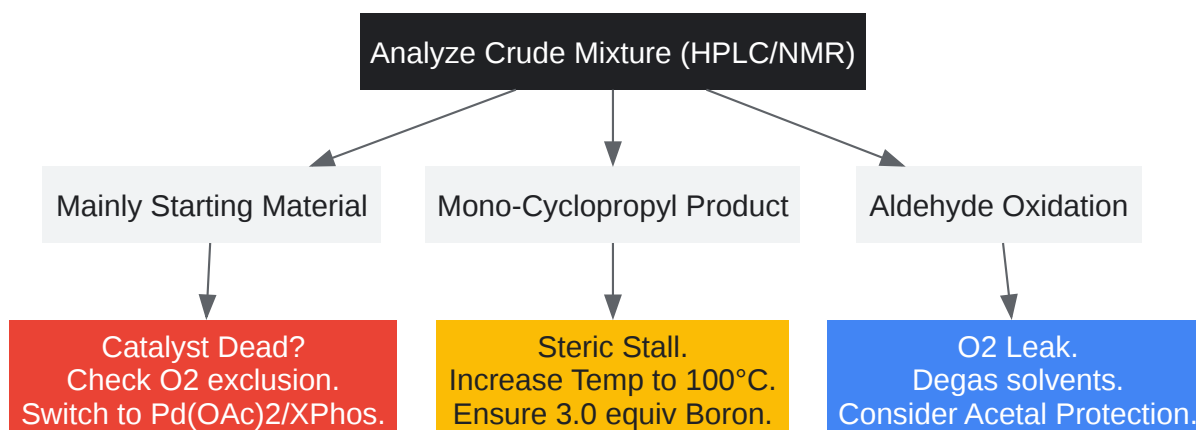 Analyze Crude Mixture (HPLC/NMR)
Mainly Starting Material
Mono-Cyclopropyl Product
Aldehyde Oxidation
Catalyst Dead?
Check O2 exclusion.
Switch to Pd(OAc)2/XPhos.
Steric Stall.
Increase Temp to 100°C.
Ensure 3.0 equiv Boron.
O2 Leak.
Degas solvents.
Consider Acetal Protection.